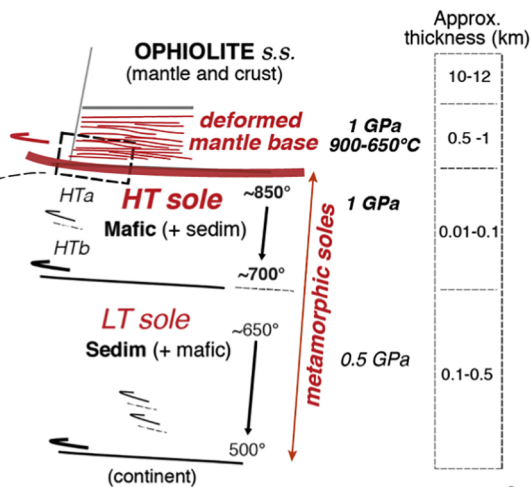 Approx.
thickness (km)
OPHIOLITE s.s.
(mantle and crust)
10-12
deformed
mantle base
1 GPa
900-650°C
0.5 -1
HTa
HT sole
~850°
1 GPa
Mafic (+ sedim)
0.01-0.1
HTb
~700°
metamorphic soles
LT sole
~650°
Sedim (+ mafic)
0.5 GPa
0.1-0.5
500°
(continent)